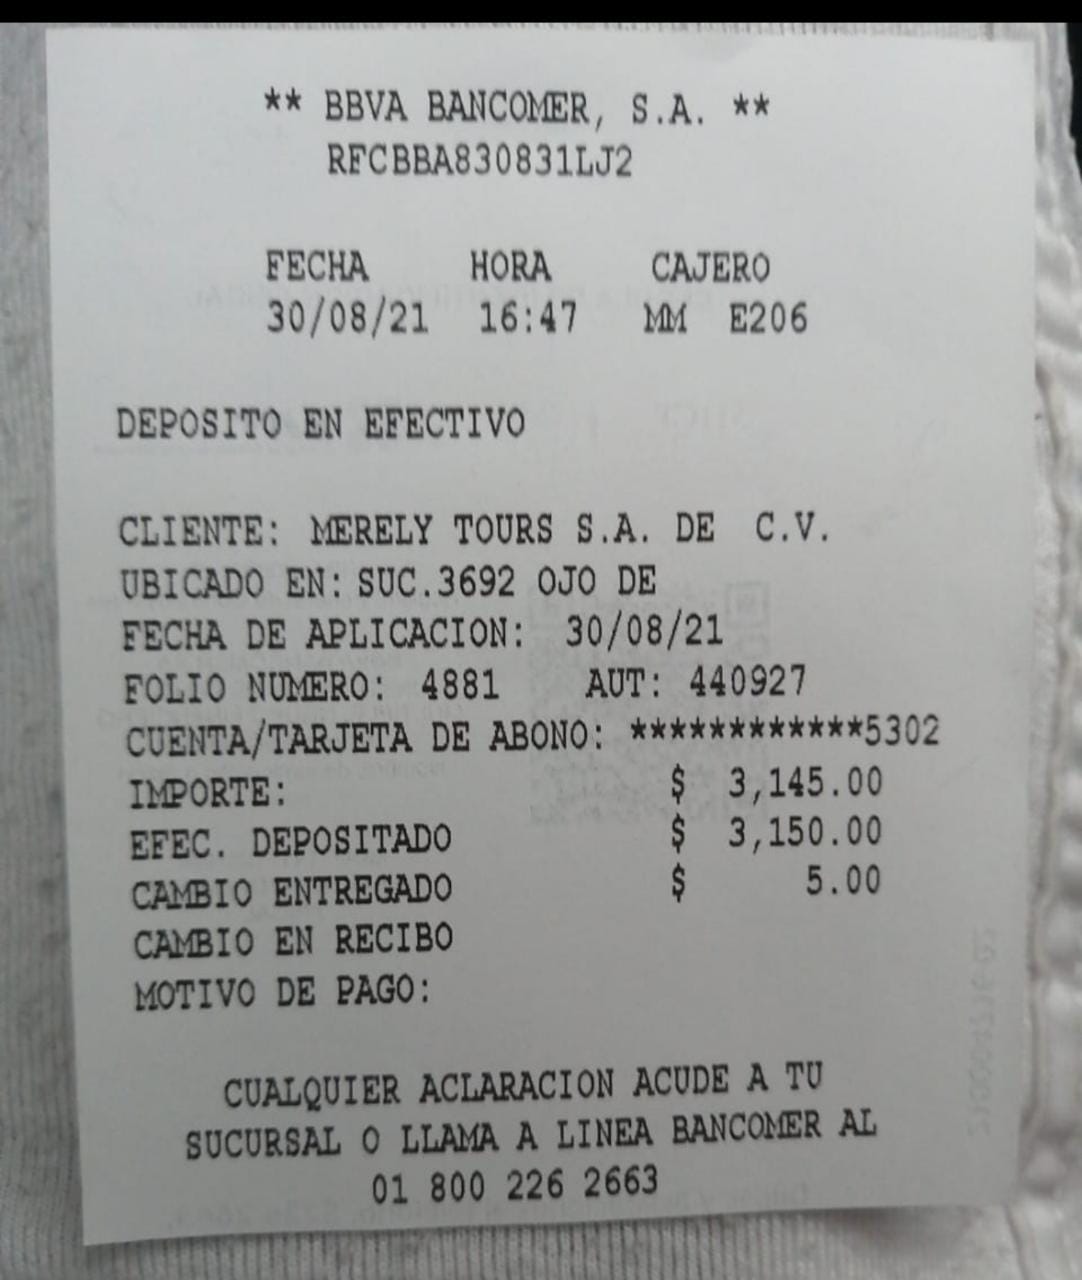 ** BBVA BANCOMER, S.A. **
RFCBBA830831LJ2
FECHA HORA CAJERO
30/08/21 16:47 MM E206
DEPOSITO EN EFECTIVO
CLIENTE: MERELY TOURS S.A. DE C.V.
UBICADO EN: SUC.3692 OJO DE
FECHA DE APLICACION: 30/08/21
FOLIO NUMERO: 4881 AUT: 440927
CUENTA/TARJETA DE ABONO: ************5302
IMPORTE: $ 3,145.00
EFEC. DEPOSITADO $ 3,150.00
CAMBIO ENTREGADO $ 5.00
CAMBIO EN RECIBO
MOTIVO DE PAGO:
CUALQUIER ACLARACION ACUDE A TU
SUCURSAL O LLAMA A LINEA BANCOMER AL
01 800 226 2663